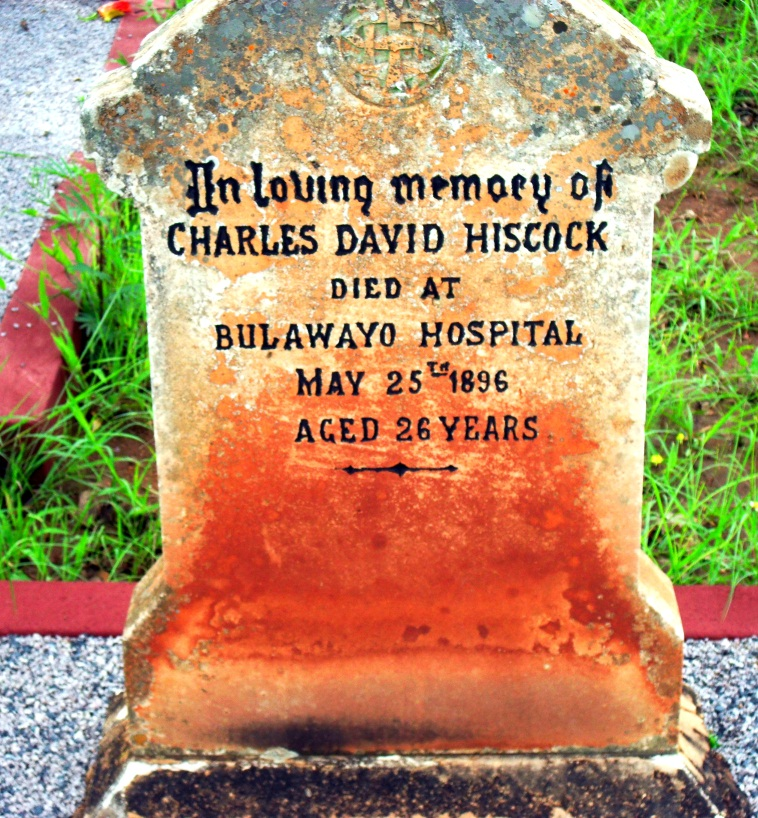 In loving memory of
CHARLES DAVID HISCOCK
DIED AT
BULAWAYO HOSPITAL
MAY 25TH 1896
AGED 26 YEARS